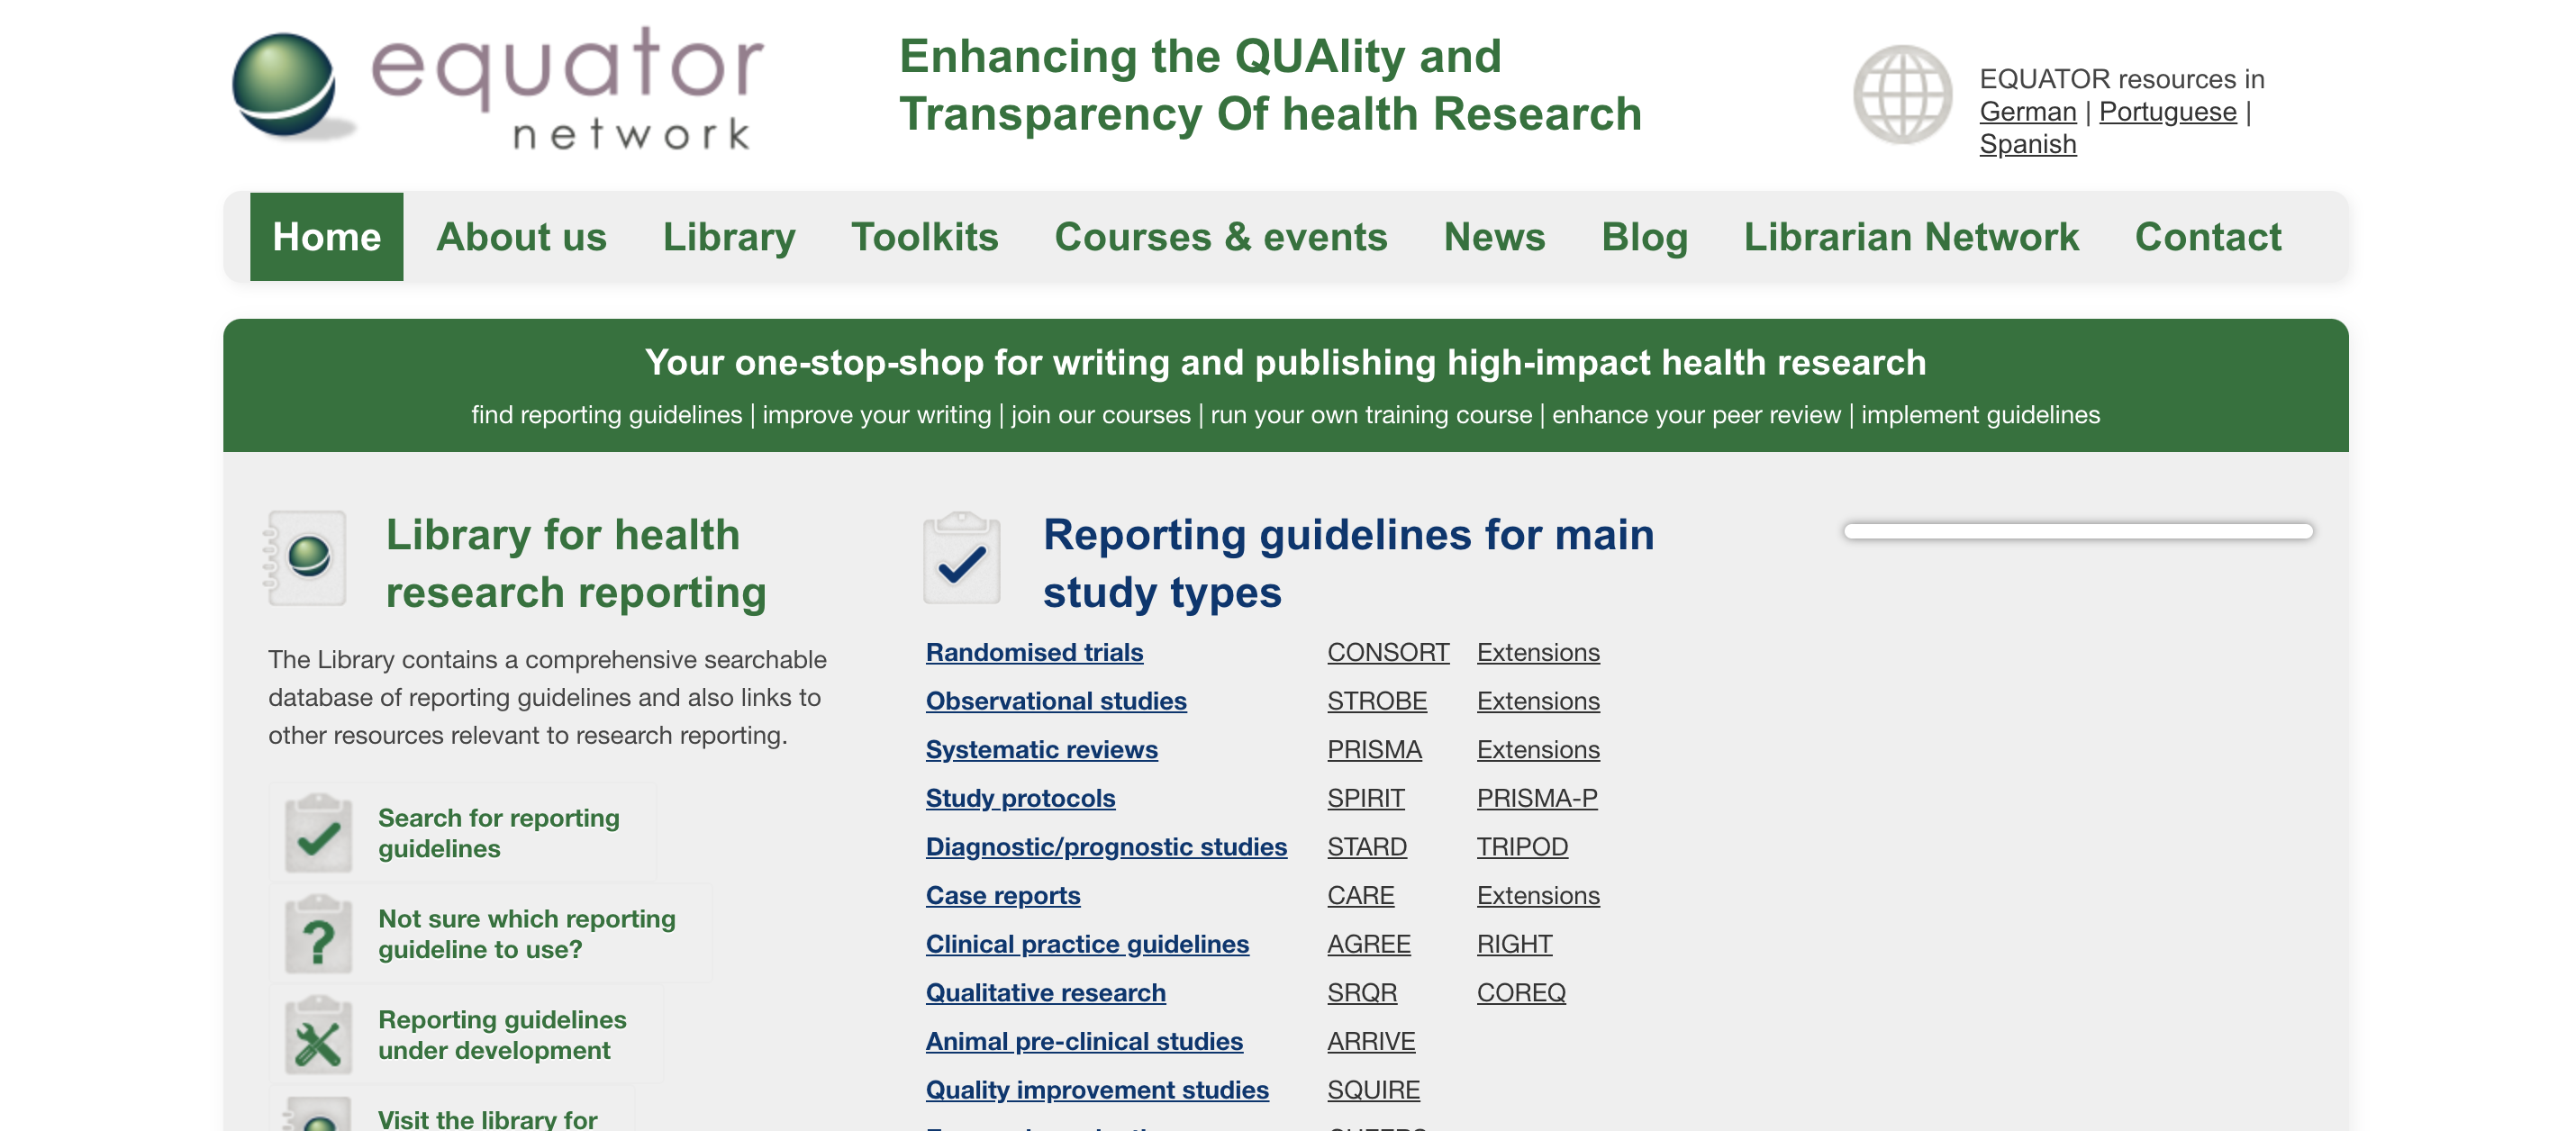 equator
network
Enhancing the QUAlity and
Transparency Of health Research
EQUATOR resources in
German | Portuguese |
Spanish
Home About us Library Toolkits Courses & events News Blog Librarian Network Contact
Your one-stop-shop for writing and publishing high-impact health research
find reporting guidelines | improve your writing | join our courses | run your own training course | enhance your peer review | implement guidelines
Library for health
research reporting
The Library contains a comprehensive searchable
database of reporting guidelines and also links to
other resources relevant to research reporting.
Search for reporting
guidelines
Not sure which reporting
guideline to use?
Reporting guidelines
under development
Visit the library for
Reporting guidelines for main
study types
Randomised trials CONSORT Extensions
Observational studies STROBE Extensions
Systematic reviews PRISMA Extensions
Study protocols SPIRIT PRISMA-P
Diagnostic/prognostic studies STARD TRIPOD
Case reports CARE Extensions
Clinical practice guidelines AGREE RIGHT
Qualitative research SRQR COREQ
Animal pre-clinical studies ARRIVE
Quality improvement studies SQUIRE